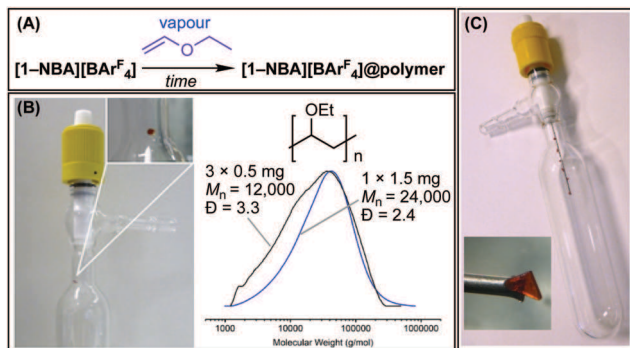 (A)
vapour
O
[1–NBA][BArF4]
time
[1–NBA][BArF4]@polymer
(B)
OEt
n
3 × 0.5 mg
Mn = 12,000
Đ = 3.3
1 × 1.5 mg
Mn = 24,000
Đ = 2.4
1000
10000
100000
1000000
Molecular Weight (g/mol)
(C)